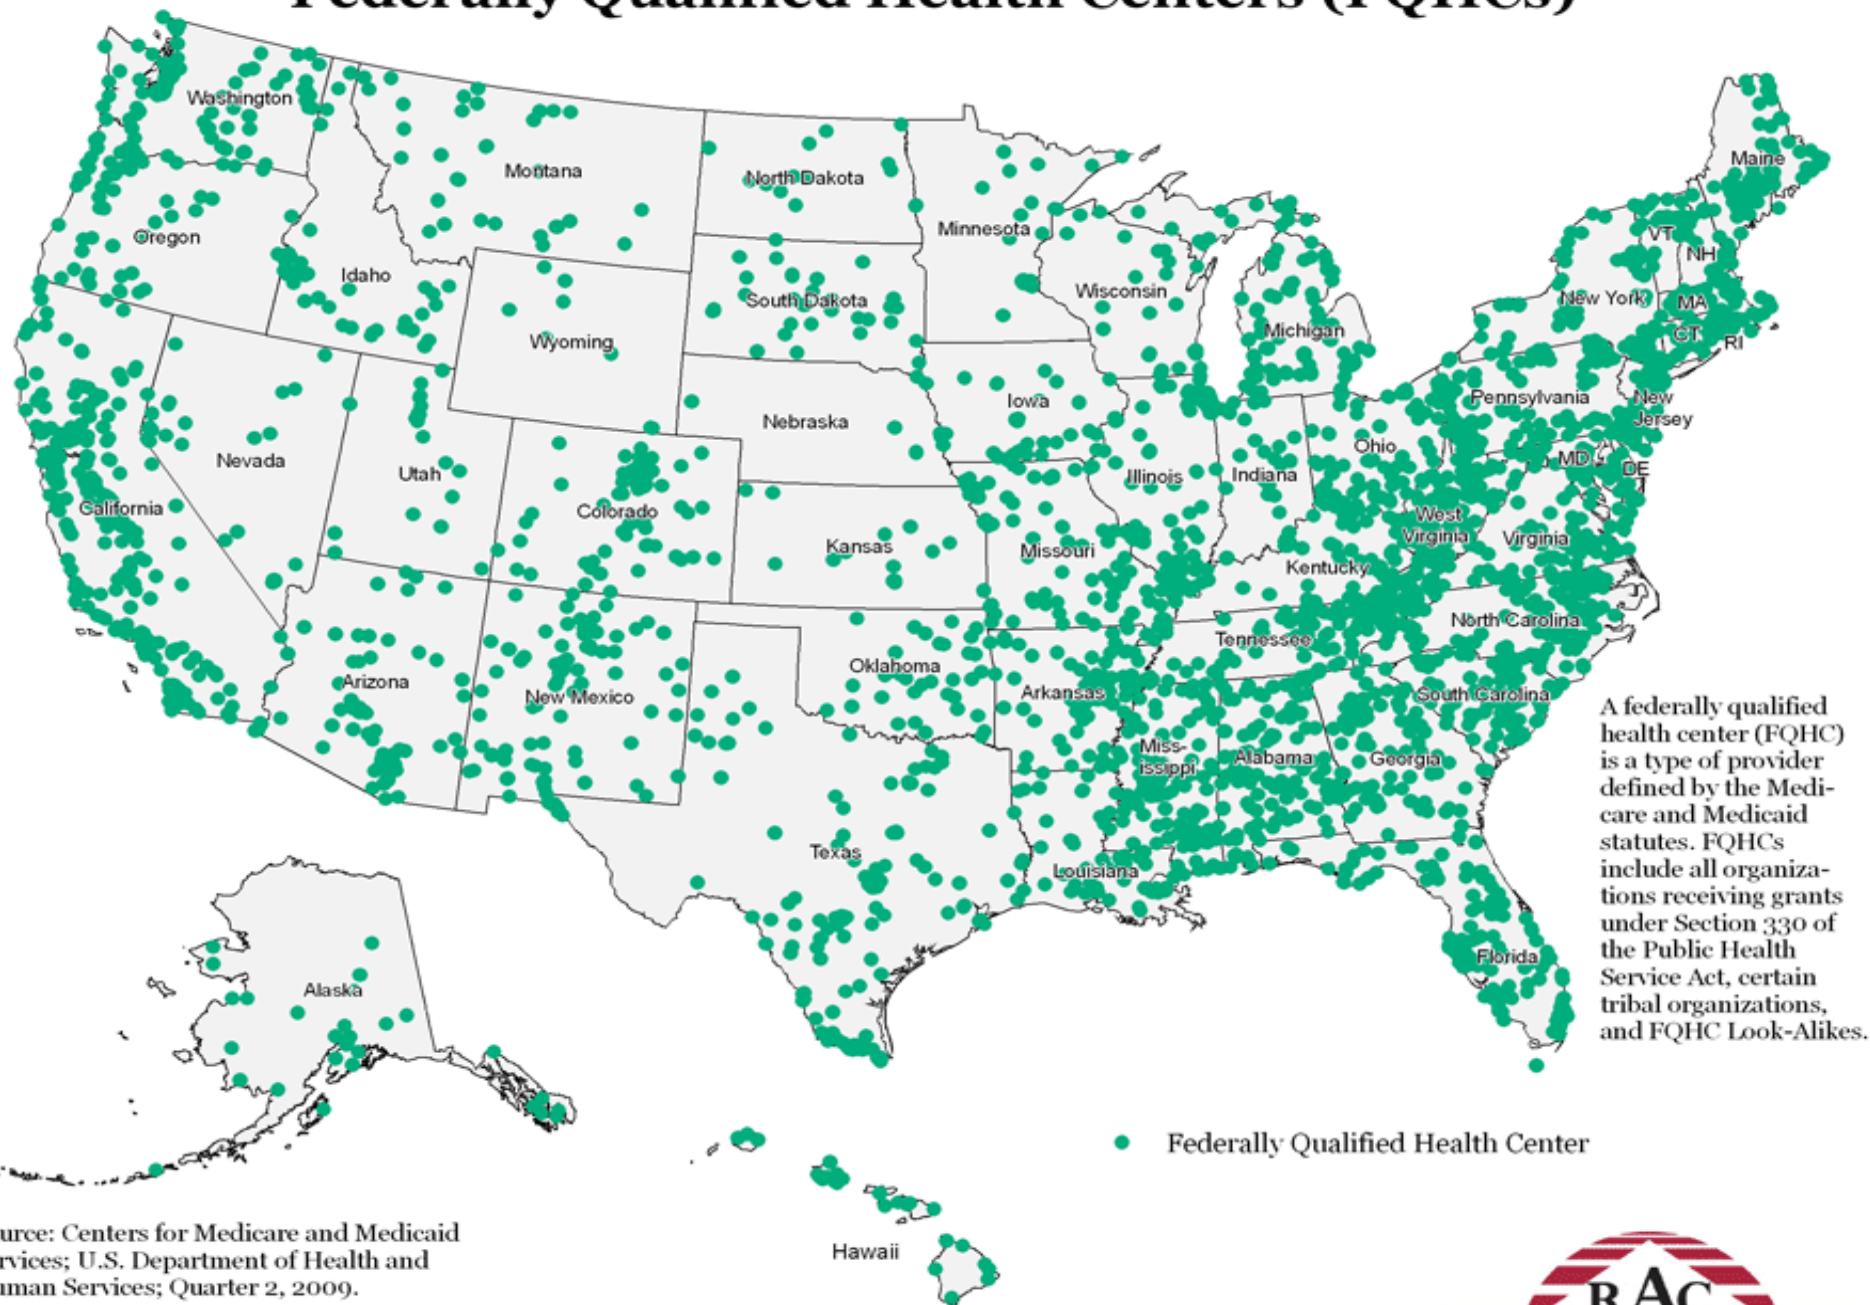 Federally Qualified Health Centers (FQHCs)
Washington
Montana
North Dakota
Minnesota
Maine
Oregon
Idaho
South Dakota
Wisconsin
VT
NH
Wyoming
Michigan
New York
MA
CT
RI
Nebraska
Iowa
Pennsylvania
New
Jersey
Nevada
Utah
Colorado
California
Kansas
Missouri
Illinois
Indiana
Ohio
MD
DE
West
Virginia
Virginia
Kentucky
Arizona
New Mexico
Oklahoma
Arkansas
Tennessee
North Carolina
South Carolina
Miss-
issippi
Alabama
Georgia
Texas
Louisiana
Florida
Alaska
Hawaii
A federally qualified
health center (FQHC)
is a type of provider
defined by the Medi-
care and Medicaid
statutes. FQHCs
include all organiza-
tions receiving grants
under Section 330 of
the Public Health
Service Act, certain
tribal organizations,
and FQHC Look-Alikes.
Federally Qualified Health Center
urce: Centers for Medicare and Medicaid
rvices; U.S. Department of Health and
uman Services; Quarter 2, 2009.
RAC